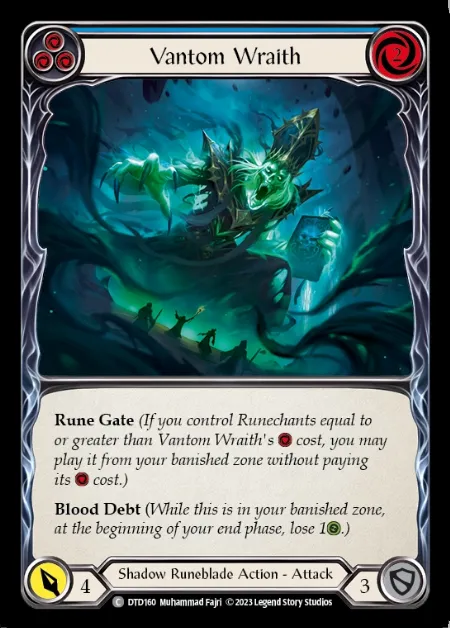 Vantom Wraith
2
Rune Gate (If you control Runechants equal to
or greater than Vantom Wraith's cost, you may
play it from your banished zone without paying
its cost.)
Blood Debt (While this is in your banished zone,
at the beginning of your end phase, lose 1.)
4
Shadow Runeblade Action - Attack
3
C DTD160 Muhammad Fajri © 2023 Legend Story Studios